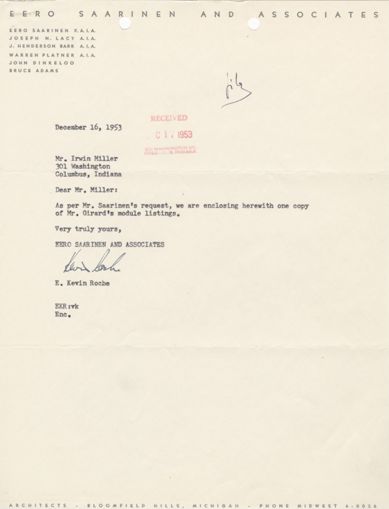 EERO SAARINEN AND ASSOCIATES
EERO SAARINEN F.A.I.A.
JOSEPH N. LACY A.I.A.
J. HENDERSON BARR A.I.A.
WARREN PLATNER A.I.A.
JOHN DINKELOO
BRUCE ADAMS
file
RECEIVED
1953
December 16, 1953
Mr. Irwin Miller
301 Washington
Columbus, Indiana
Dear Mr. Miller:
As per Mr. Saarinen's request, we are enclosing herewith one copy
of Mr. Girard's module listings.
Very truly yours,
EERO SAARINEN AND ASSOCIATES
Kevin Roche
E. Kevin Roche
EKR:vk
Enc.
ARCHITECTS - BLOOMFIELD HILLS, MICHIGAN - PHONE MIDWEST